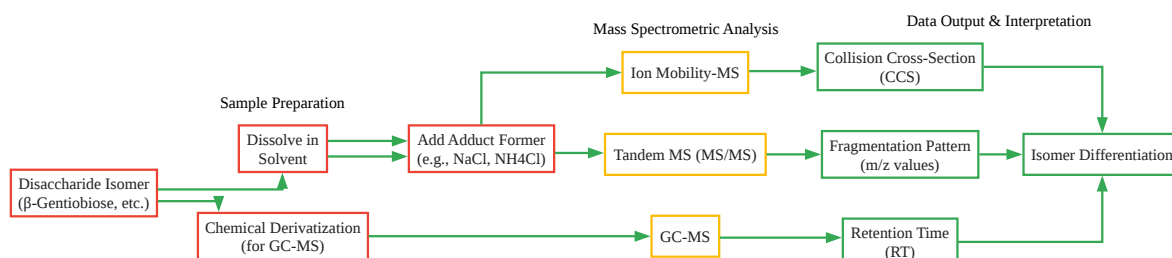 Data Output & Interpretation
Mass Spectrometric Analysis
Collision Cross-Section
(CCS)
Ion Mobility-MS
Sample Preparation
Dissolve in
Solvent
Add Adduct Former
(e.g., NaCl, NH4Cl)
Tandem MS (MS/MS)
Fragmentation Pattern
(m/z values)
Isomer Differentiation
Disaccharide Isomer
(β-Gentiobiose, etc.)
Chemical Derivatization
(for GC-MS)
GC-MS
Retention Time
(RT)